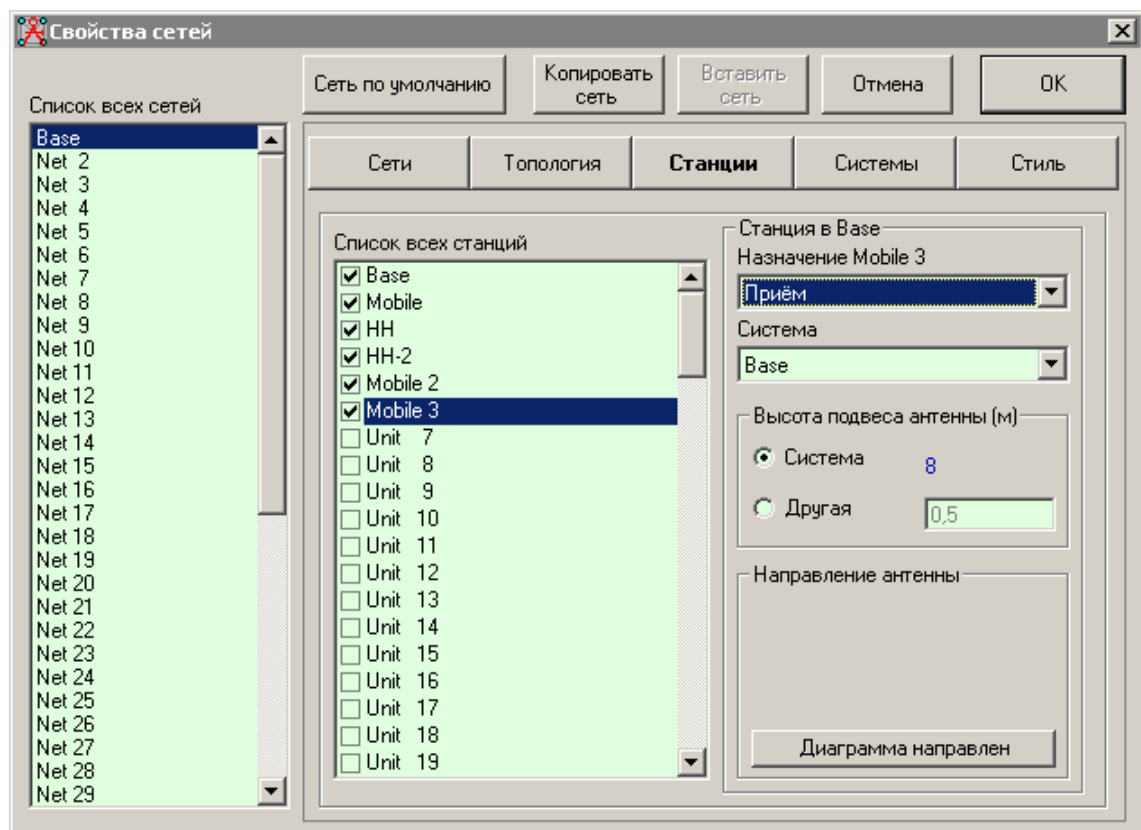 Свойства сетей
Сеть по умолчанию
Копировать
сеть
Вставить
сеть
Отмена
OK
Список всех сетей
Base
Net 2
Net 3
Net 4
Net 5
Net 6
Net 7
Net 8
Net 9
Net 10
Net 11
Net 12
Net 13
Net 14
Net 15
Net 16
Net 17
Net 18
Net 19
Net 20
Net 21
Net 22
Net 23
Net 24
Net 25
Net 26
Net 27
Net 28
Net 29
Сети
Топология
Станции
Системы
Стиль
Список всех станций
Base
Mobile
HH
HH-2
Mobile 2
Mobile 3
Unit 7
Unit 8
Unit 9
Unit 10
Unit 11
Unit 12
Unit 13
Unit 14
Unit 15
Unit 16
Unit 17
Unit 18
Unit 19
Станция в Base
Назначение Mobile 3
Приём
Система
Base
Высота подвеса антенны (м)
Система 8
Другая 0,5
Направление антенны
Диаграмма направлен